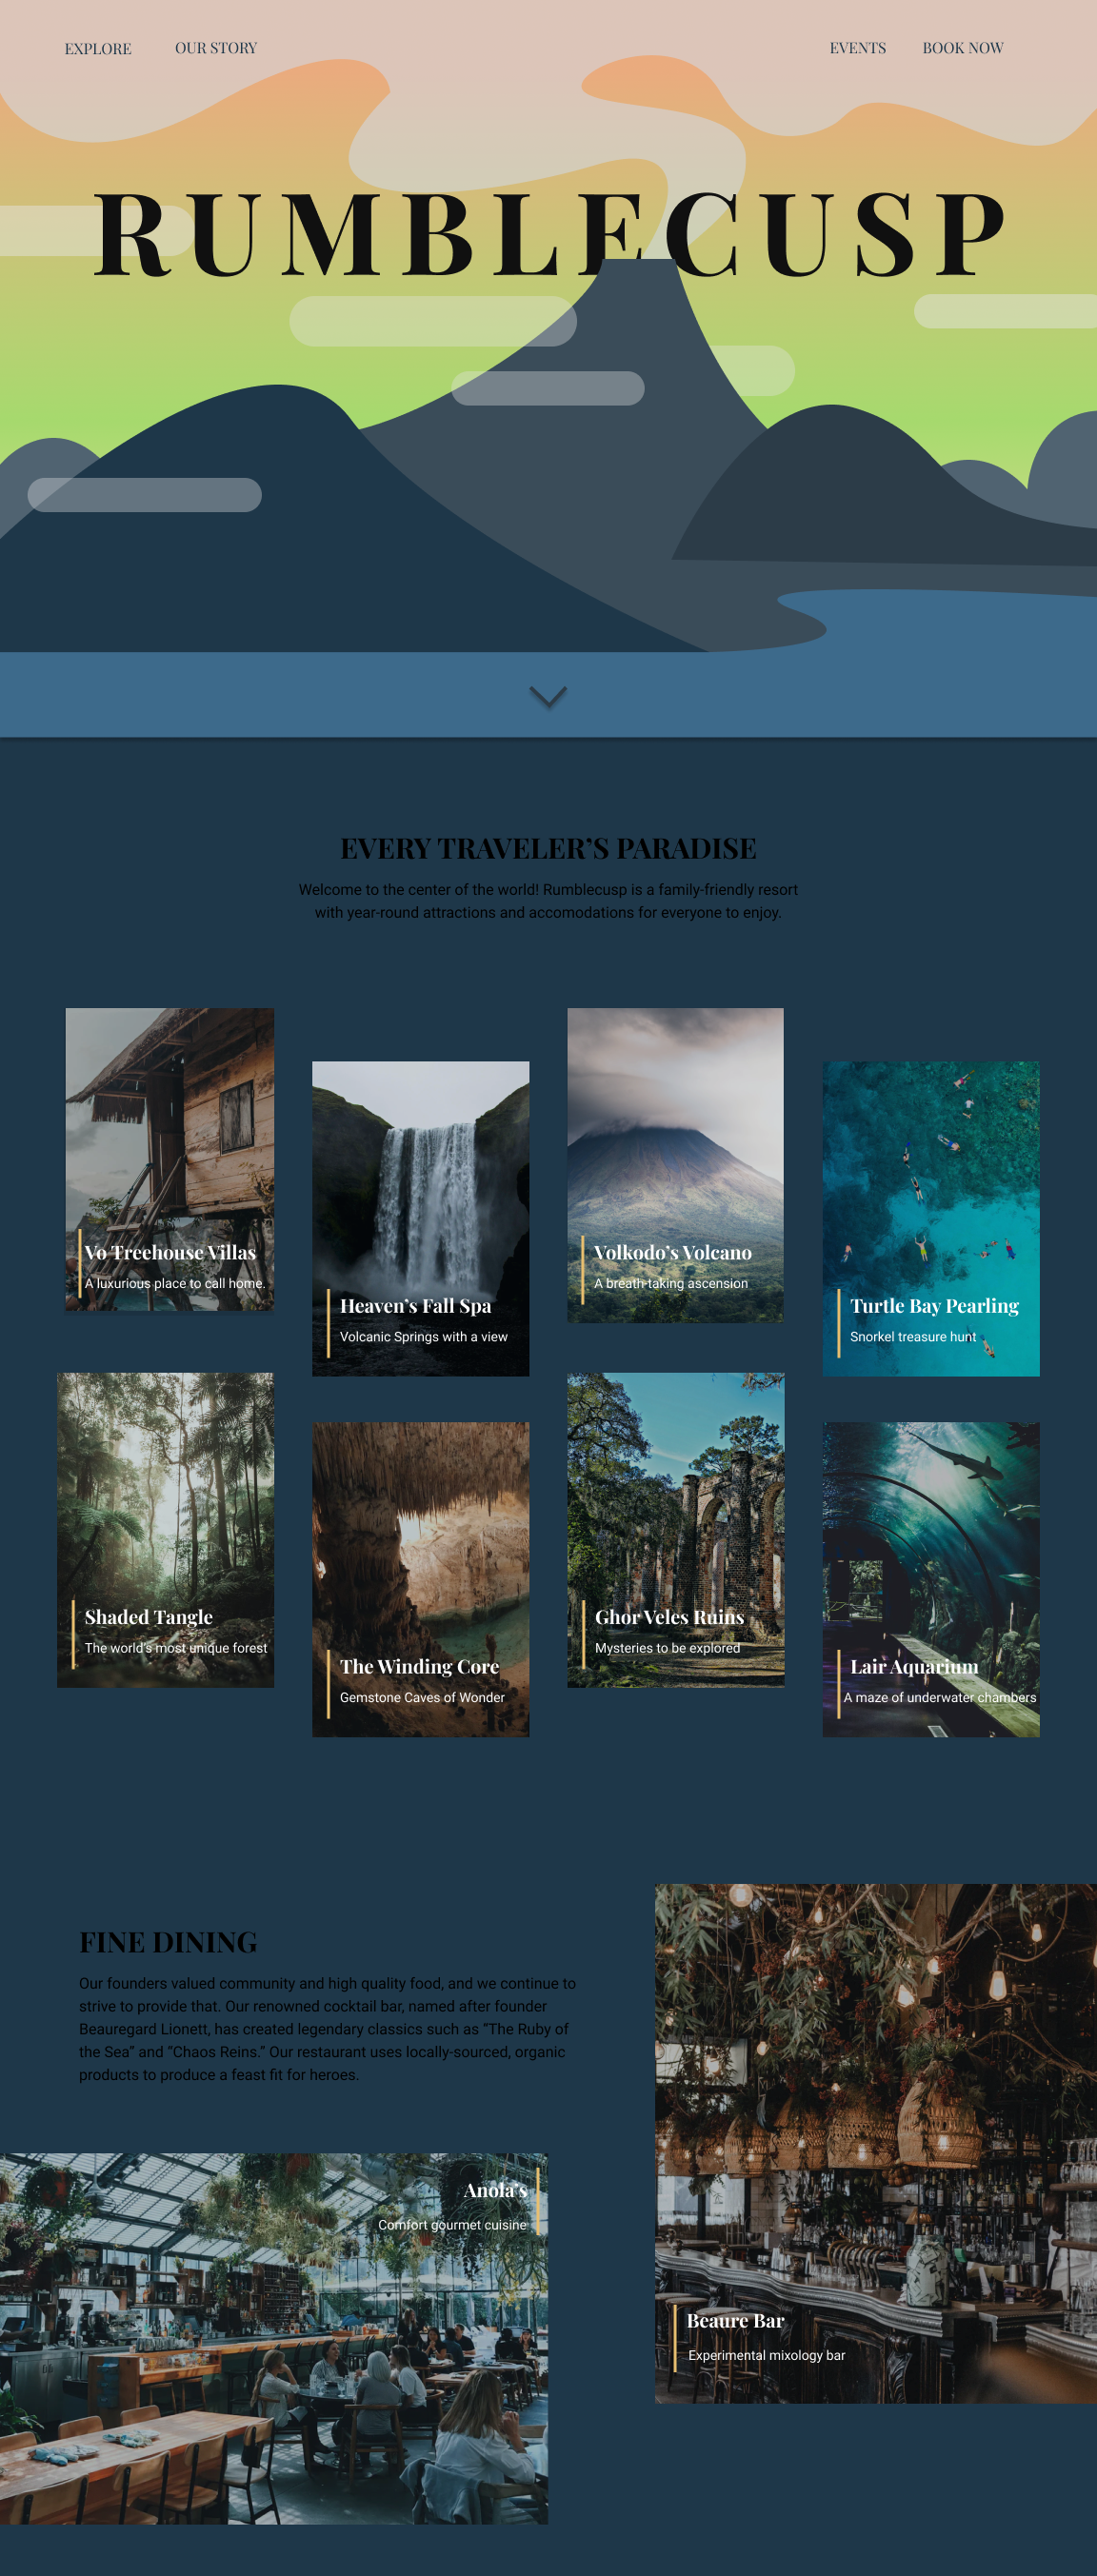 EXPLORE
OUR STORY
EVENTS
BOOK NOW
RUMBLECUSP
EVERY TRAVELER’S PARADISE
Welcome to the center of the world! Rumblecusp is a family-friendly resort
with year-round attractions and accomodations for everyone to enjoy.
Vo Treehouse Villas
A luxurious place to call home.
Heaven’s Fall Spa
Volcanic Springs with a view
Volkodo’s Volcano
A breath-taking ascension
Turtle Bay Pearling
Snorkel treasure hunt
Shaded Tangle
The world’s most unique forest
The Winding Core
Gemstone Caves of Wonder
Ghor Veles Ruins
Mysteries to be explored
Lair Aquarium
A maze of underwater chambers
FINE DINING
Our founders valued community and high quality food, and we continue to
strive to provide that. Our renowned cocktail bar, named after founder
Beauregard Lionett, has created legendary classics such as “The Ruby of
the Sea” and “Chaos Reins.” Our restaurant uses locally-sourced, organic
products to produce a feast fit for heroes.
Anola's
Comfort gourmet cuisine
Beaure Bar
Experimental mixology bar